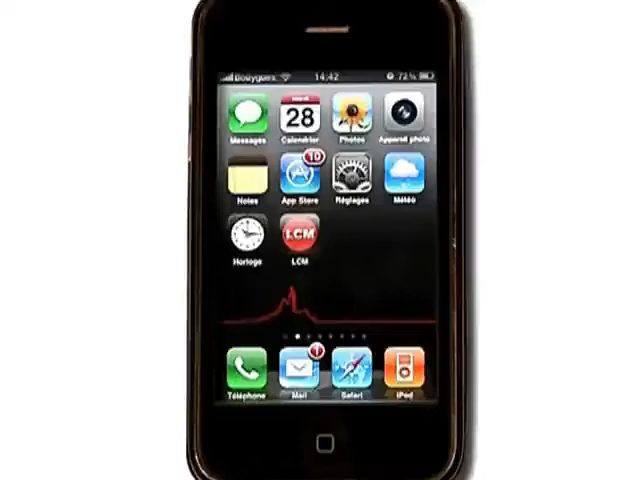 Bouygues 14:42 72 %
28
Messages Calendrier Photos Appareil photo
10
Notes App Store Réglages Météo
LCM
Horloge LCM
1
Téléphone Mail Safari iPod